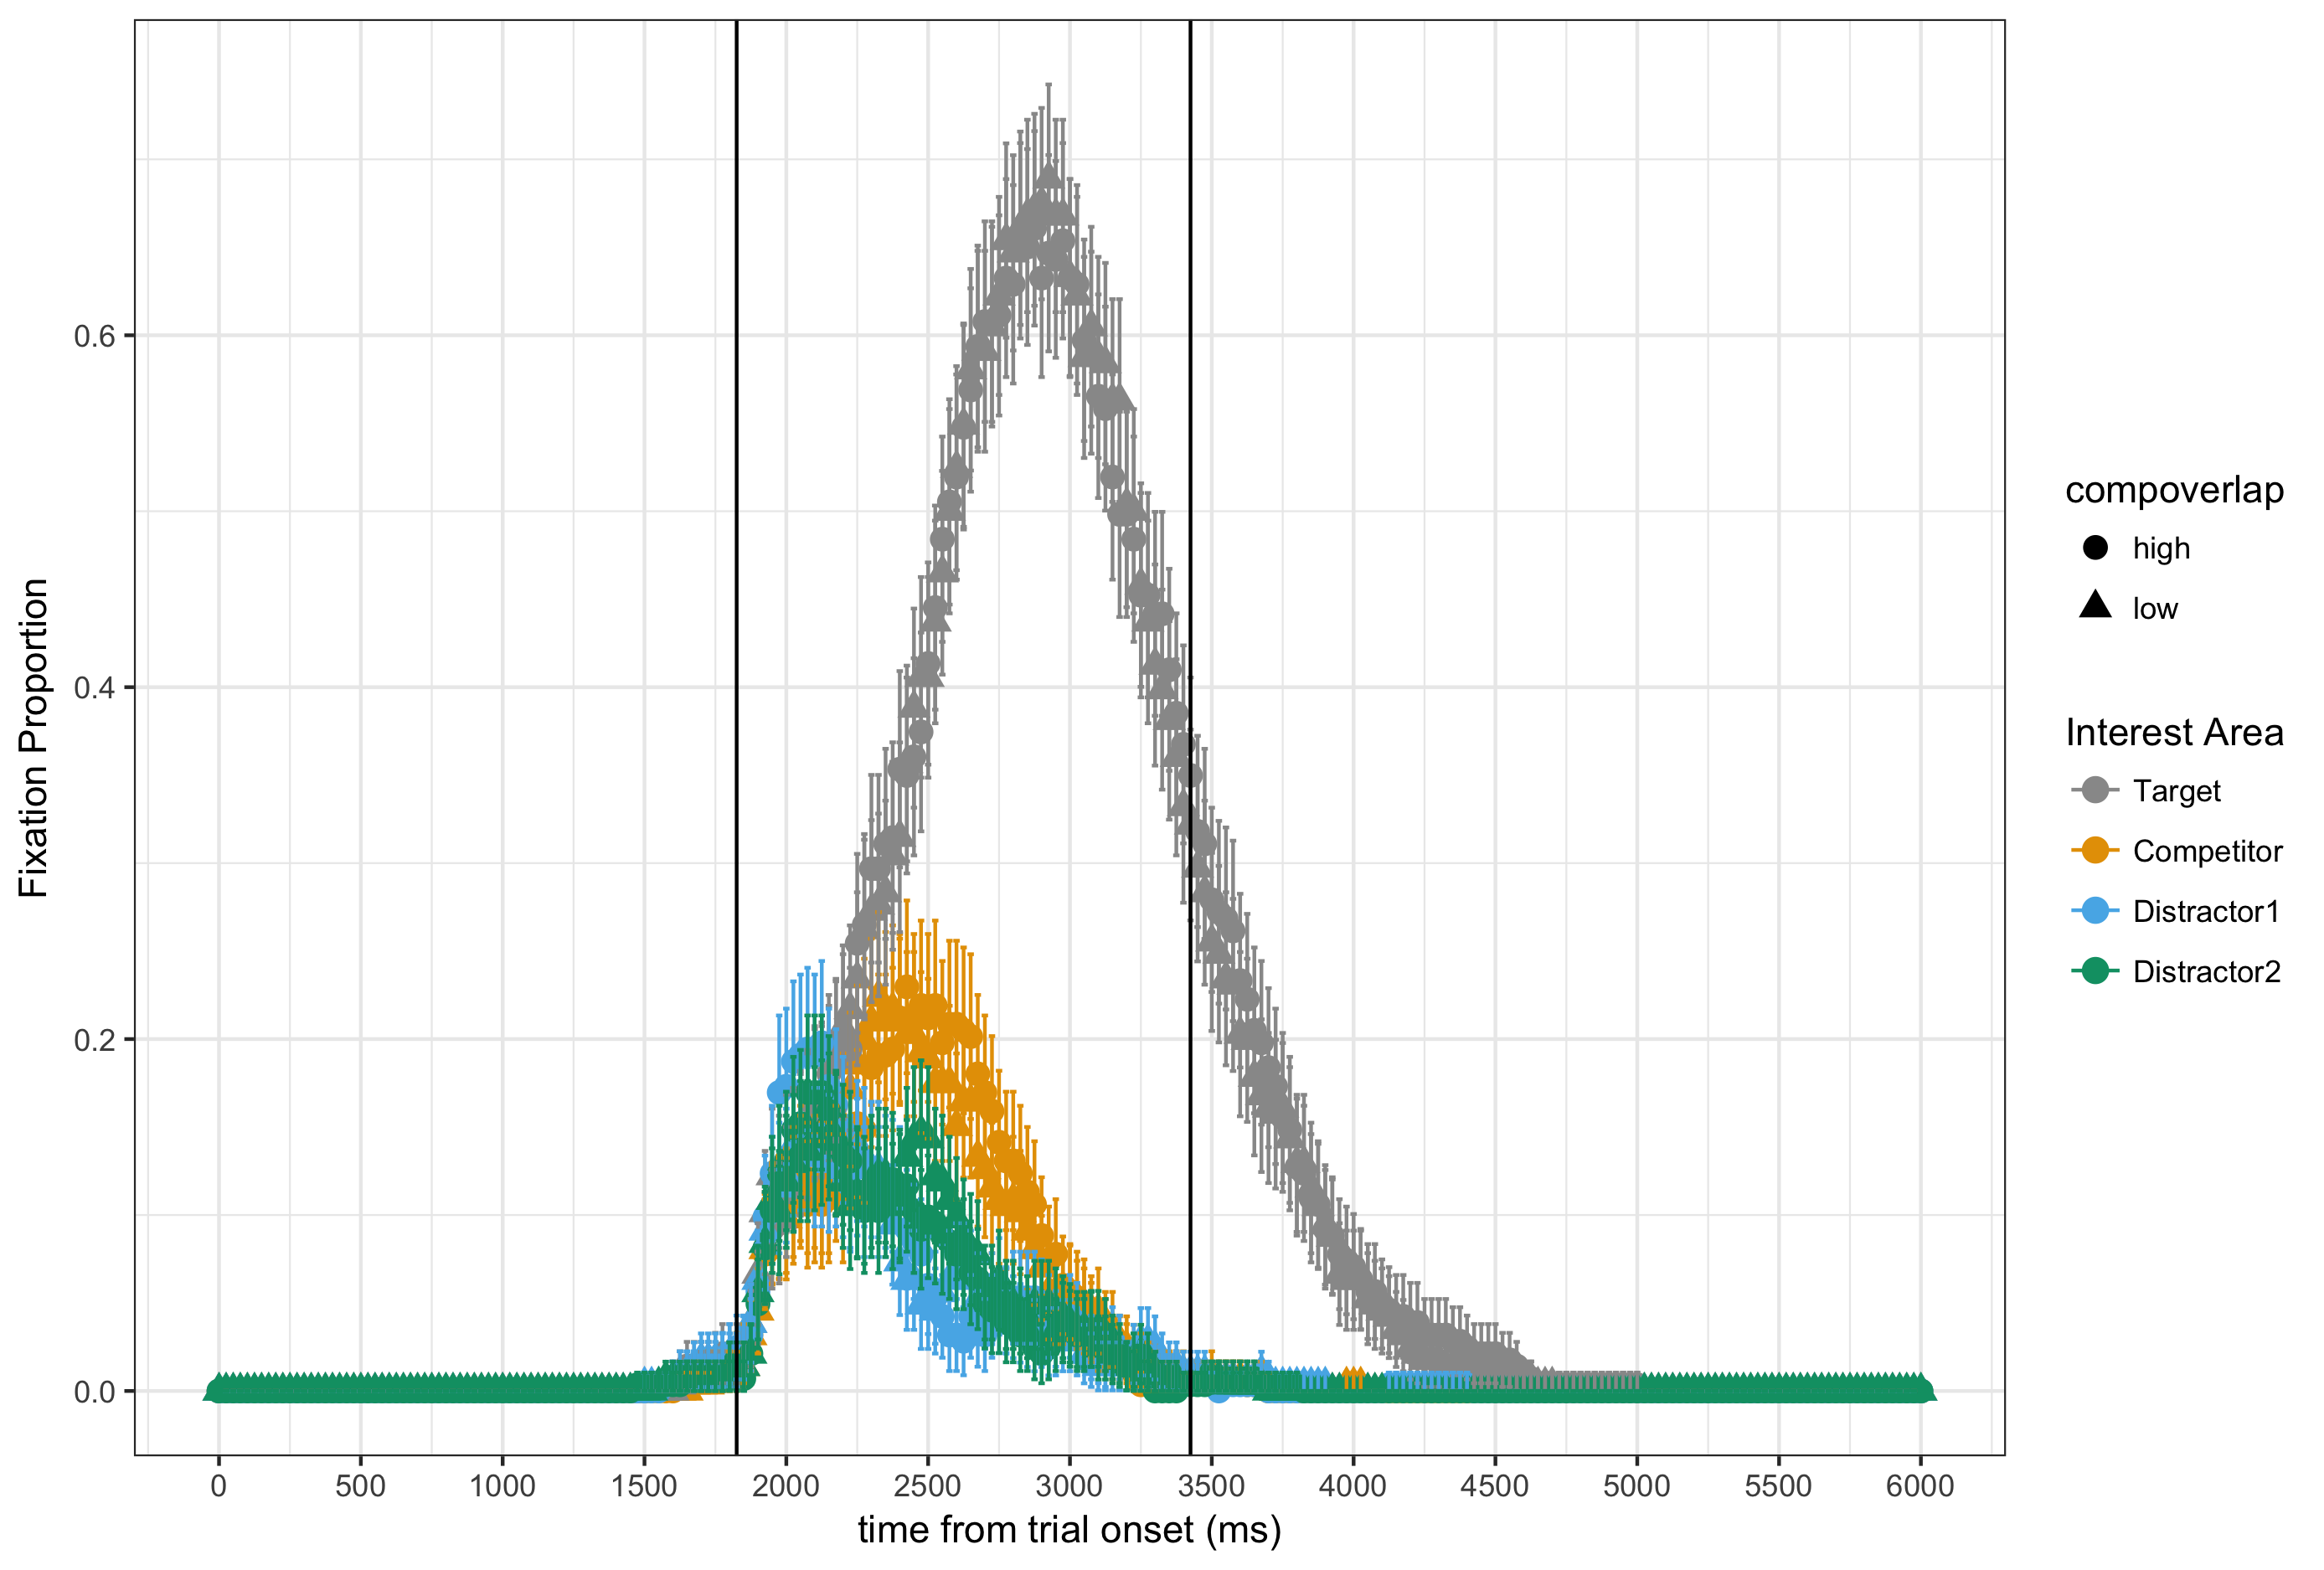 Fixation Proportion
0.6
0.4
0.2
0.0
0 500 1000 1500 2000 2500 3000 3500 4000 4500 5000 5500 6000
time from trial onset (ms)
compoverlap
high
low
Interest Area
Target
Competitor
Distractor1
Distractor2